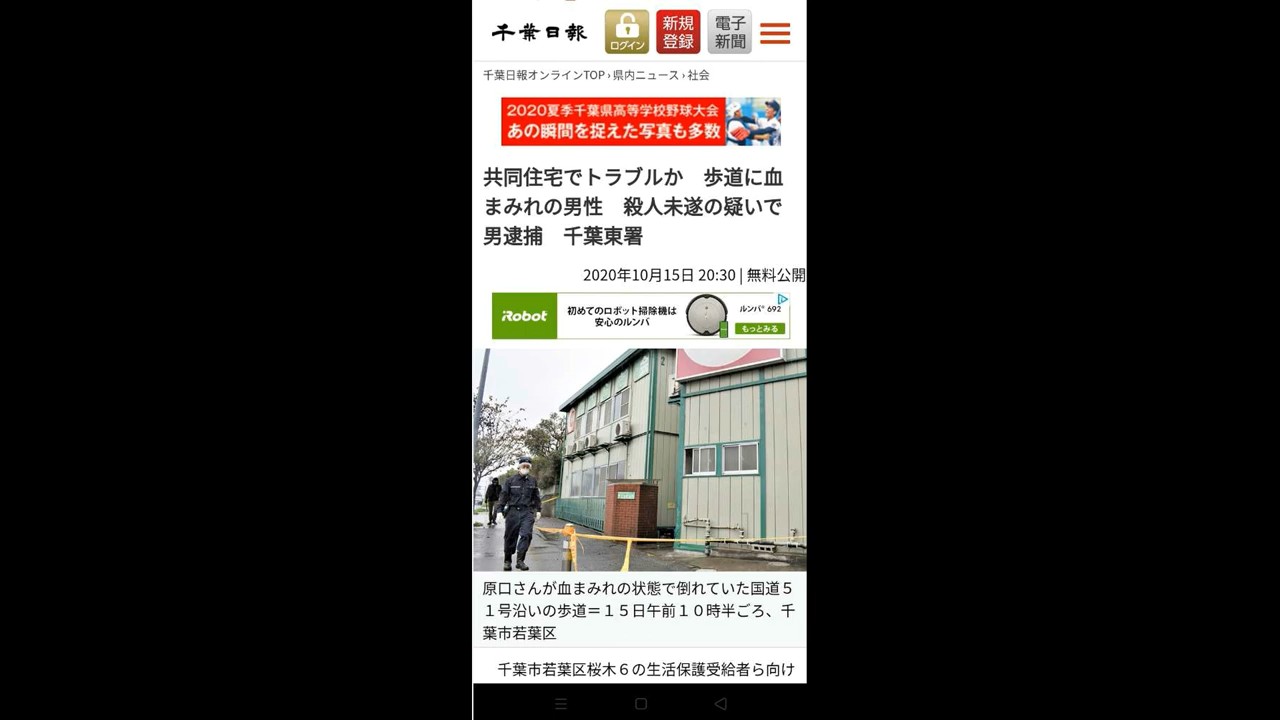 千葉日報
ログイン
新規
登録
電子
新聞
千葉日報オンラインTOP › 県内ニュース › 社会
2020夏季千葉県高等学校野球大会
あの瞬間を捉えた写真も多数
共同住宅でトラブルか　歩道に血
まみれの男性　殺人未遂の疑いで
男逮捕　千葉東署
2020年10月15日 20:30 | 無料公開
iRobot
初めてのロボット掃除機は
安心のルンバ
ルンバ® 692
もっとみる
原口さんが血まみれの状態で倒れていた国道５
１号沿いの歩道＝１５日午前１０時半ごろ、千
葉市若葉区
千葉市若葉区桜木６の生活保護受給者ら向け